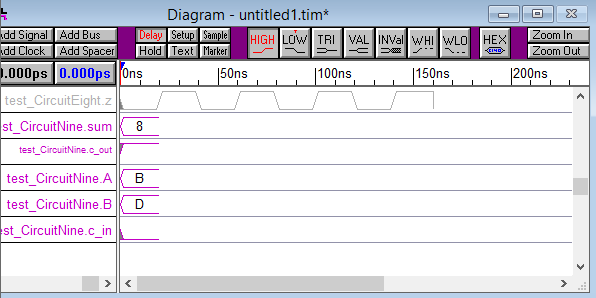 Diagram - untitled1.tim*
Add Signal Add Bus Delay Setup Sample HIGH LOW TRI VAL INVal WHI WLO HEX Zoom In
Add Clock Add Spacer Hold Text Marker Zoom Out
0.000ps 0.000ps 0ns 50ns 100ns 150ns 200ns
test_CircuitEight.z
est_CircuitNine.sum 8
test_CircuitNine.c_out
test_CircuitNine.A B
test_CircuitNine.B D
est_CircuitNine.c_in